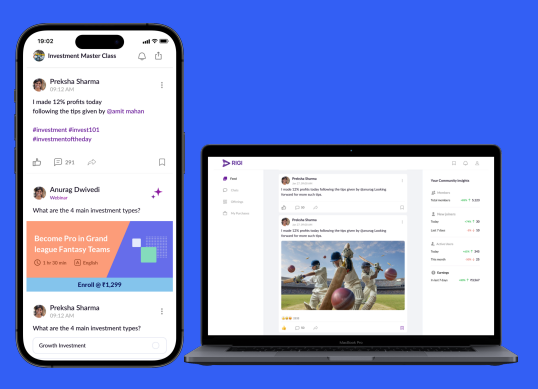 19:02
Investment Master Class
Preksha Sharma
09:12 AM
I made 12% profits today
following the tips given by @amit mahan
#investment #invest101
#investmentoftheday
291
Anurag Dwivedi
Webinar
What are the 4 main investment types?
Become Pro in Grand
league Fantasy Teams
1 hr 30 min
A English
Enroll @ ₹1,299
Preksha Sharma
09:12 AM
What are the 4 main investment types?
Growth Investment
RIGI
Feed
Chats
Offerings
My Purchases
Preksha Sharma
I made 12% profits today following the tips given by @anurag Looking
forward for more such tips.
Preksha Sharma
I made 12% profits today following the tips given by @anurag Looking
forward for more such tips.
Your Community Insights
Members
Total members
New joinees
Today
Last 7 days
Active Users
Today
This month
Earnings
In last 7 days
MacBook Pro